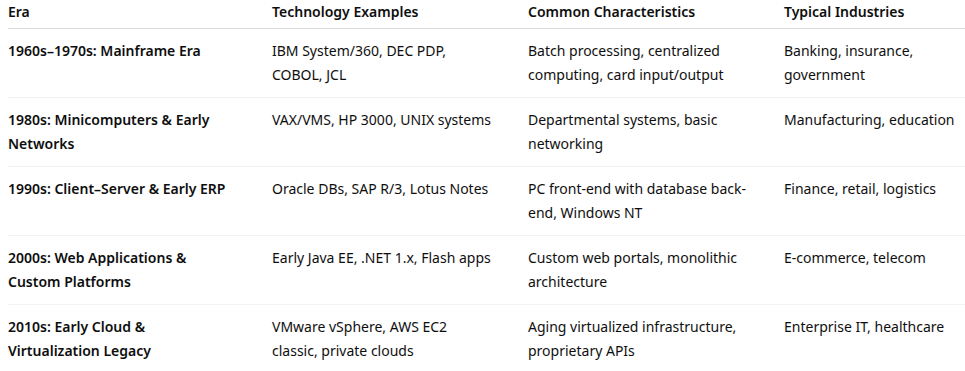 Era Technology Examples Common Characteristics Typical Industries
1960s–1970s: Mainframe Era IBM System/360, DEC PDP, Batch processing, centralized Banking, insurance,
COBOL, JCL computing, card input/output government
1980s: Minicomputers & Early VAX/VMS, HP 3000, UNIX systems Departmental systems, basic Manufacturing, education
Networks networking
1990s: Client–Server & Early ERP Oracle DBs, SAP R/3, Lotus Notes PC front-end with database back- Finance, retail, logistics
end, Windows NT
2000s: Web Applications & Early Java EE, .NET 1.x, Flash apps Custom web portals, monolithic E-commerce, telecom
Custom Platforms architecture
2010s: Early Cloud & VMware vSphere, AWS EC2 Aging virtualized infrastructure, Enterprise IT, healthcare
Virtualization Legacy classic, private clouds proprietary APIs